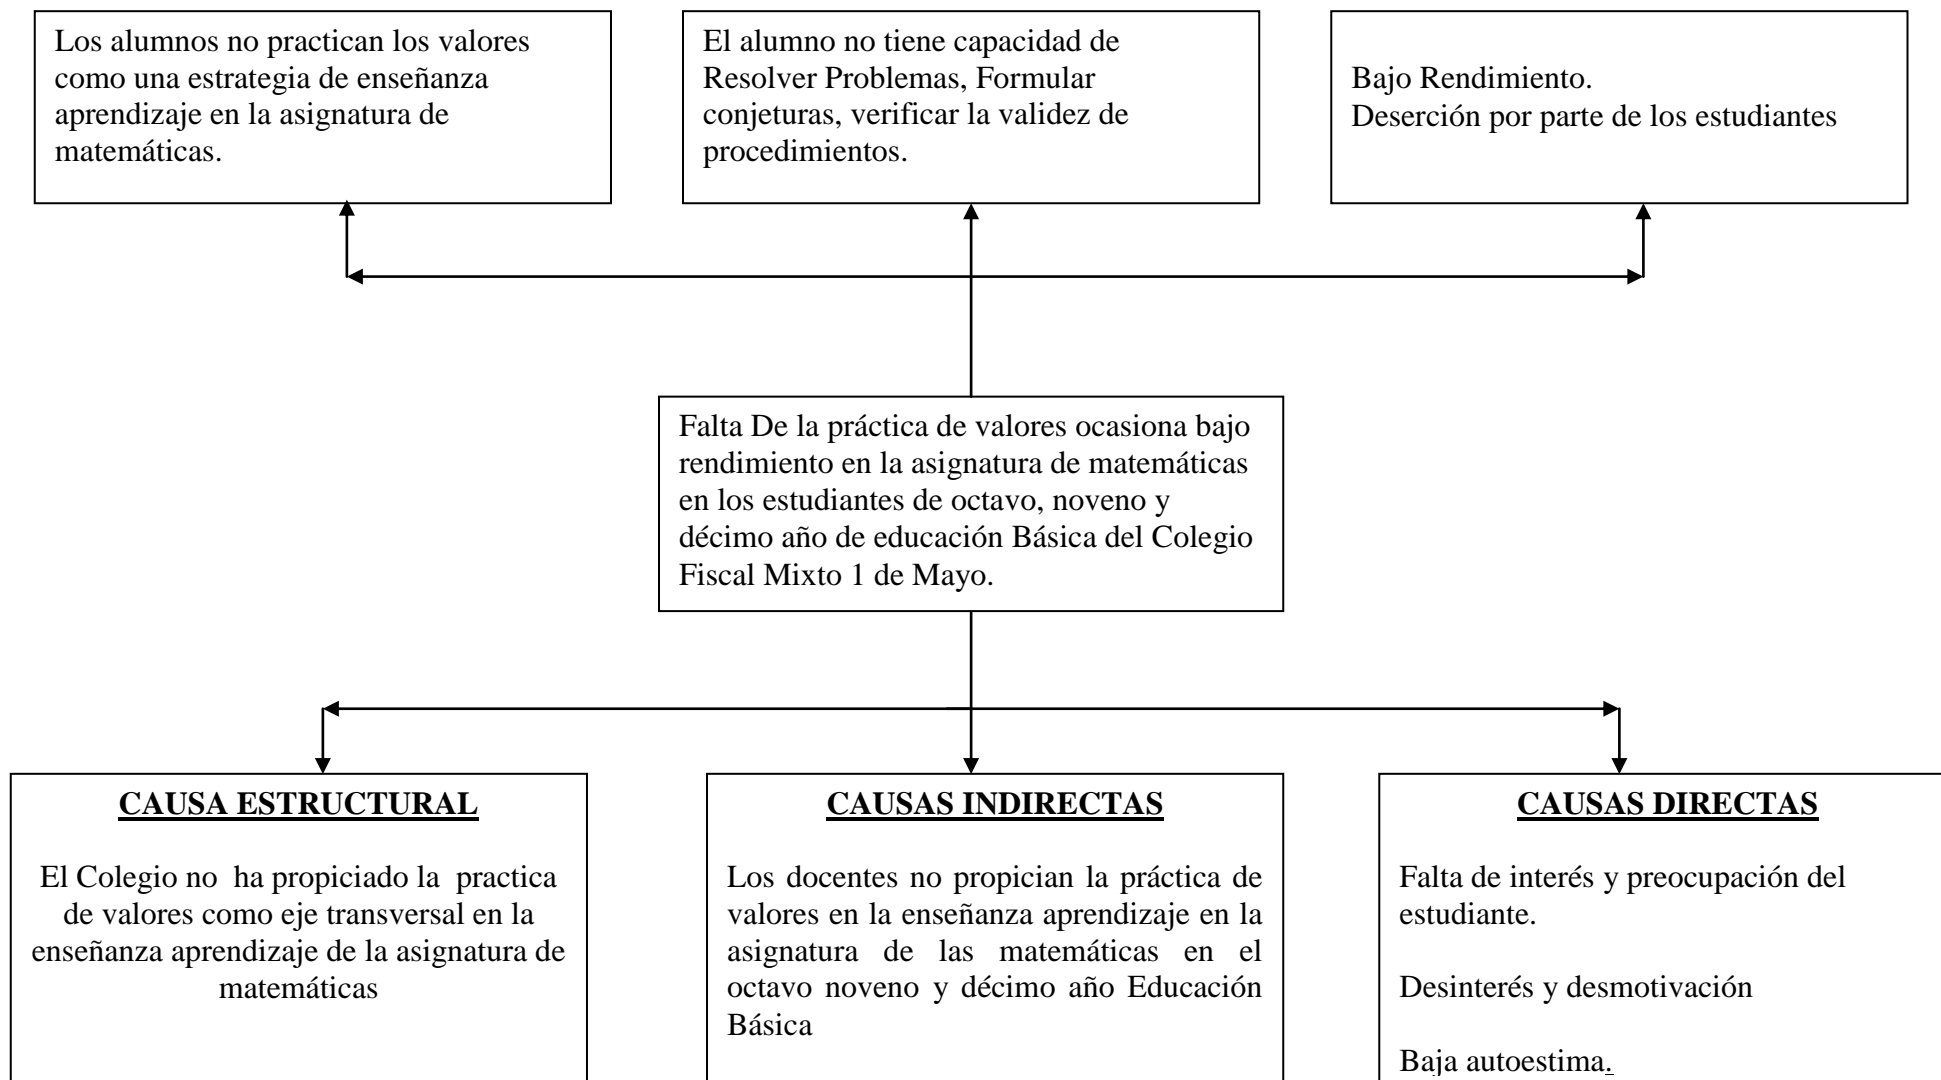 Los alumnos no practican los valores
como una estrategia de enseñanza
aprendizaje en la asignatura de
matemáticas.
El alumno no tiene capacidad de
Resolver Problemas, Formular
conjeturas, verificar la validez de
procedimientos.
Bajo Rendimiento.
Deserción por parte de los estudiantes
Falta De la práctica de valores ocasiona bajo
rendimiento en la asignatura de matemáticas
en los estudiantes de octavo, noveno y
décimo año de educación Básica del Colegio
Fiscal Mixto 1 de Mayo.
CAUSA ESTRUCTURAL
El Colegio no ha propiciado la practica
de valores como eje transversal en la
enseñanza aprendizaje de la asignatura de
matemáticas
CAUSAS INDIRECTAS
Los docentes no propician la práctica de
valores en la enseñanza aprendizaje en la
asignatura de las matemáticas en el
octavo noveno y décimo año Educación
Básica
CAUSAS DIRECTAS
Falta de interés y preocupación del
estudiante.
Desinterés y desmotivación
Baja autoestima.